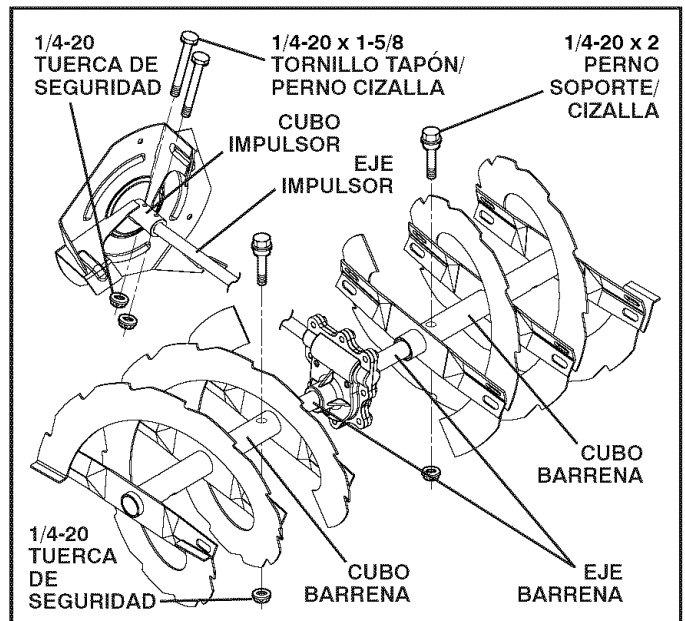 1/4-20
TUERCA DE
SEGURIDAD
1/4-20 x 1-5/8
TORNILLO TAPÓN/
PERNO CIZALLA
1/4-20 x 2
PERNO
SOPORTE/
CIZALLA
CUBO
IMPULSOR
EJE
IMPULSOR
CUBO
BARRENA
1/4-20
TUERCA
DE
SEGURIDAD
CUBO
BARRENA
EJE
BARRENA